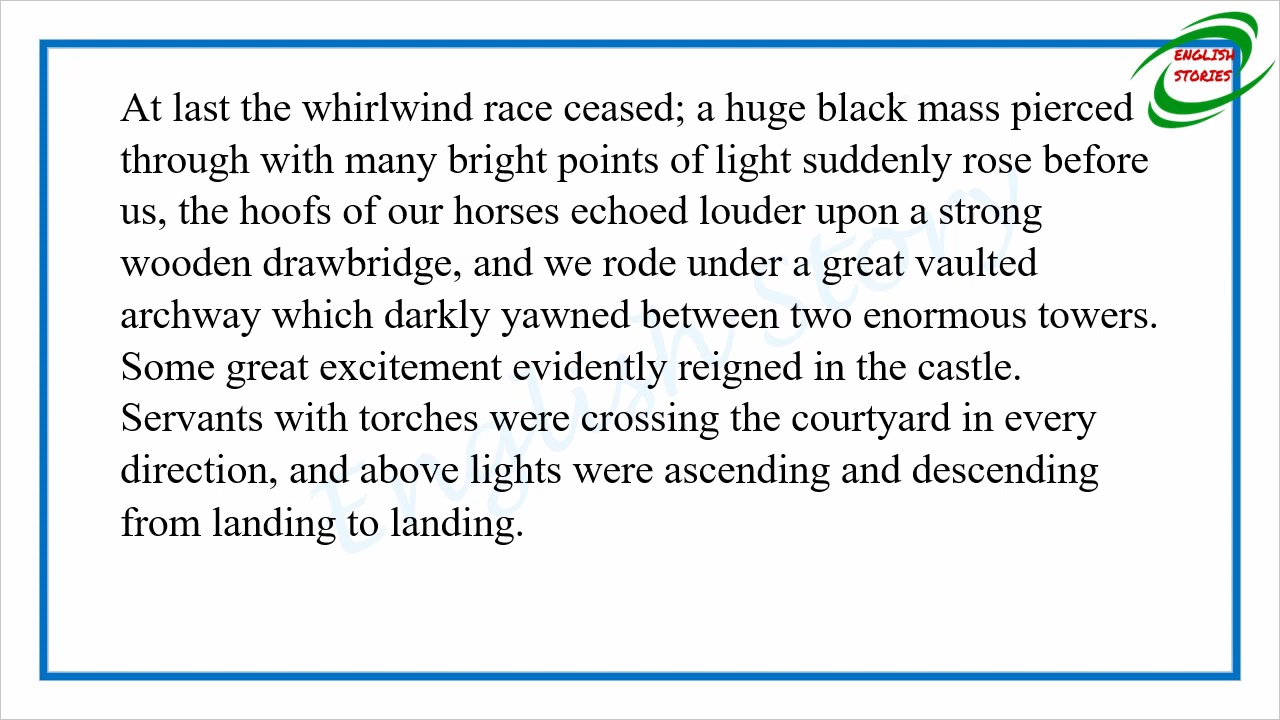 ENGLISH
STORIES
At last the whirlwind race ceased; a huge black mass pierced
through with many bright points of light suddenly rose before
us, the hoofs of our horses echoed louder upon a strong
wooden drawbridge, and we rode under a great vaulted
archway which darkly yawned between two enormous towers.
Some great excitement evidently reigned in the castle.
Servants with torches were crossing the courtyard in every
direction, and above lights were ascending and descending
from landing to landing.
English Story